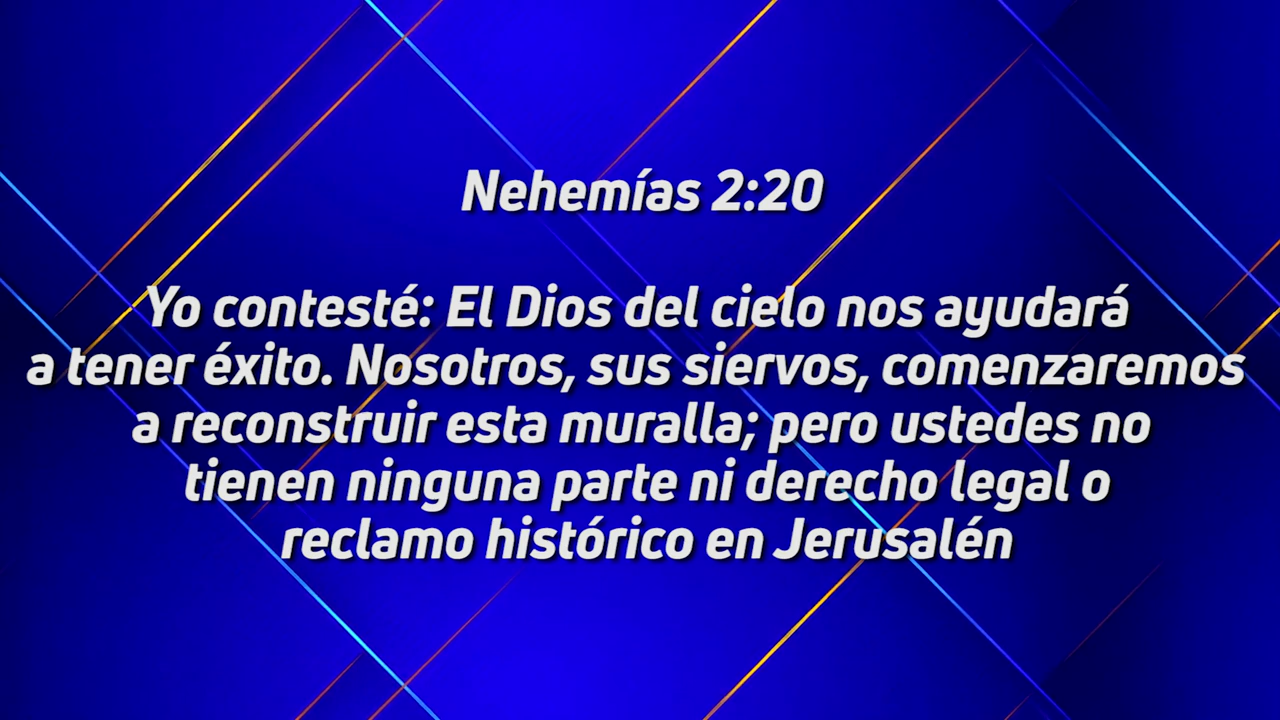 Nehemías 2:20
Yo contesté: El Dios del cielo nos ayudará
a tener éxito. Nosotros, sus siervos, comenzaremos
a reconstruir esta muralla; pero ustedes no
tienen ninguna parte ni derecho legal o
reclamo histórico en Jerusalén